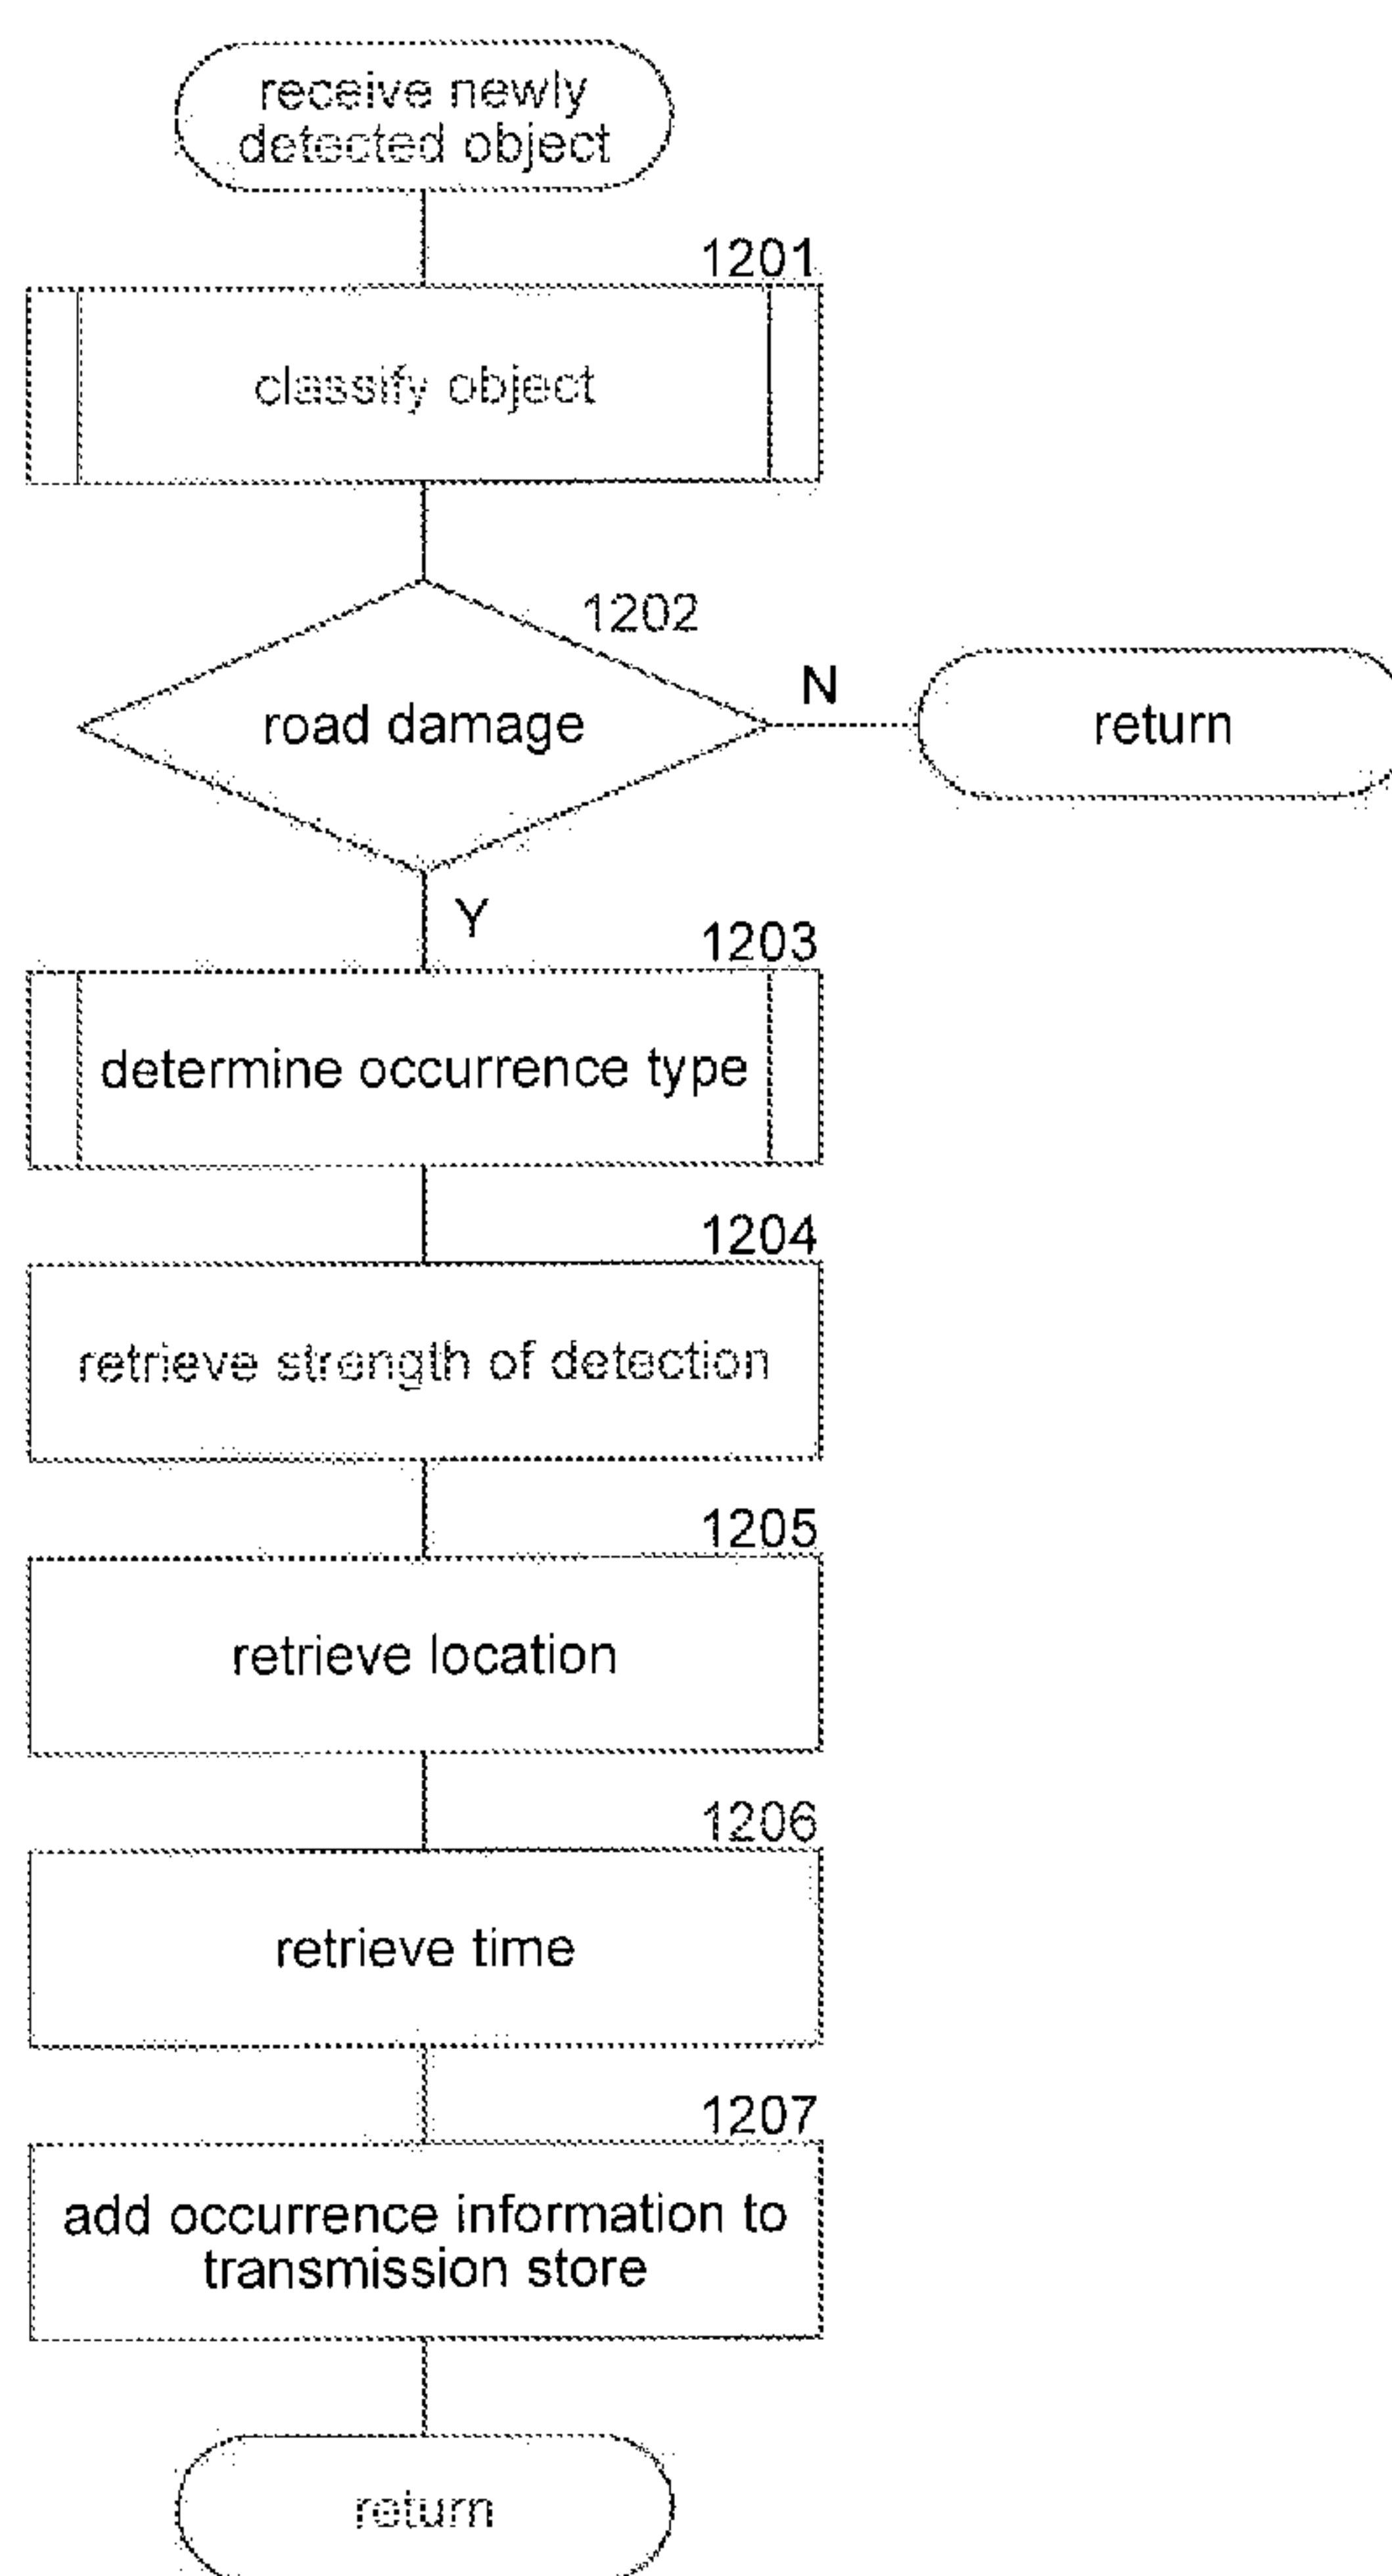 receive newly
detected object
1201
classify object
1202
road damage
N
return
Y
1203
determine occurrence type
1204
retrieve strength of detection
1205
retrieve location
1206
retrieve time
1207
add occurrence information to
transmission store
return